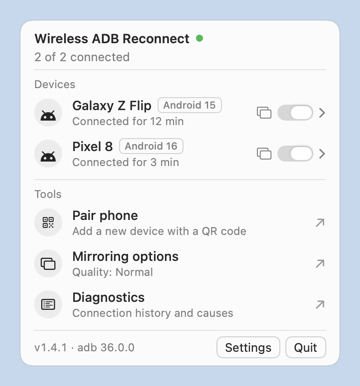 Wireless ADB Reconnect
2 of 2 connected
Devices
Galaxy Z Flip Android 15
Connected for 12 min
Pixel 8 Android 16
Connected for 3 min
Tools
Pair phone
Add a new device with a QR code
Mirroring options
Quality: Normal
Diagnostics
Connection history and causes
v1.4.1 · adb 36.0.0 Settings Quit